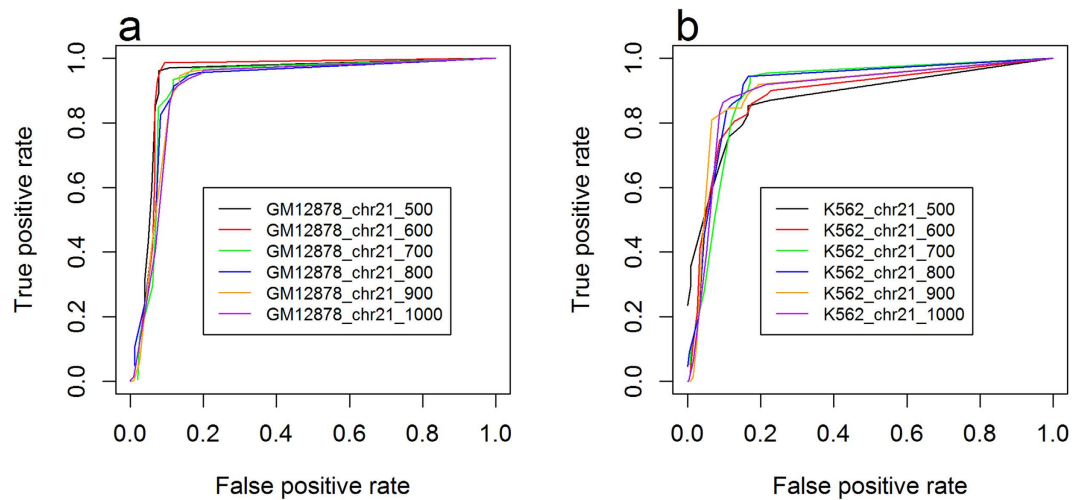 a
True positive rate
0.0 0.2 0.4 0.6 0.8 1.0
GM12878_chr21_500
GM12878_chr21_600
GM12878_chr21_700
GM12878_chr21_800
GM12878_chr21_900
GM12878_chr21_1000
0.0 0.2 0.4 0.6 0.8 1.0
False positive rate
b
True positive rate
0.0 0.2 0.4 0.6 0.8 1.0
K562_chr21_500
K562_chr21_600
K562_chr21_700
K562_chr21_800
K562_chr21_900
K562_chr21_1000
0.0 0.2 0.4 0.6 0.8 1.0
False positive rate